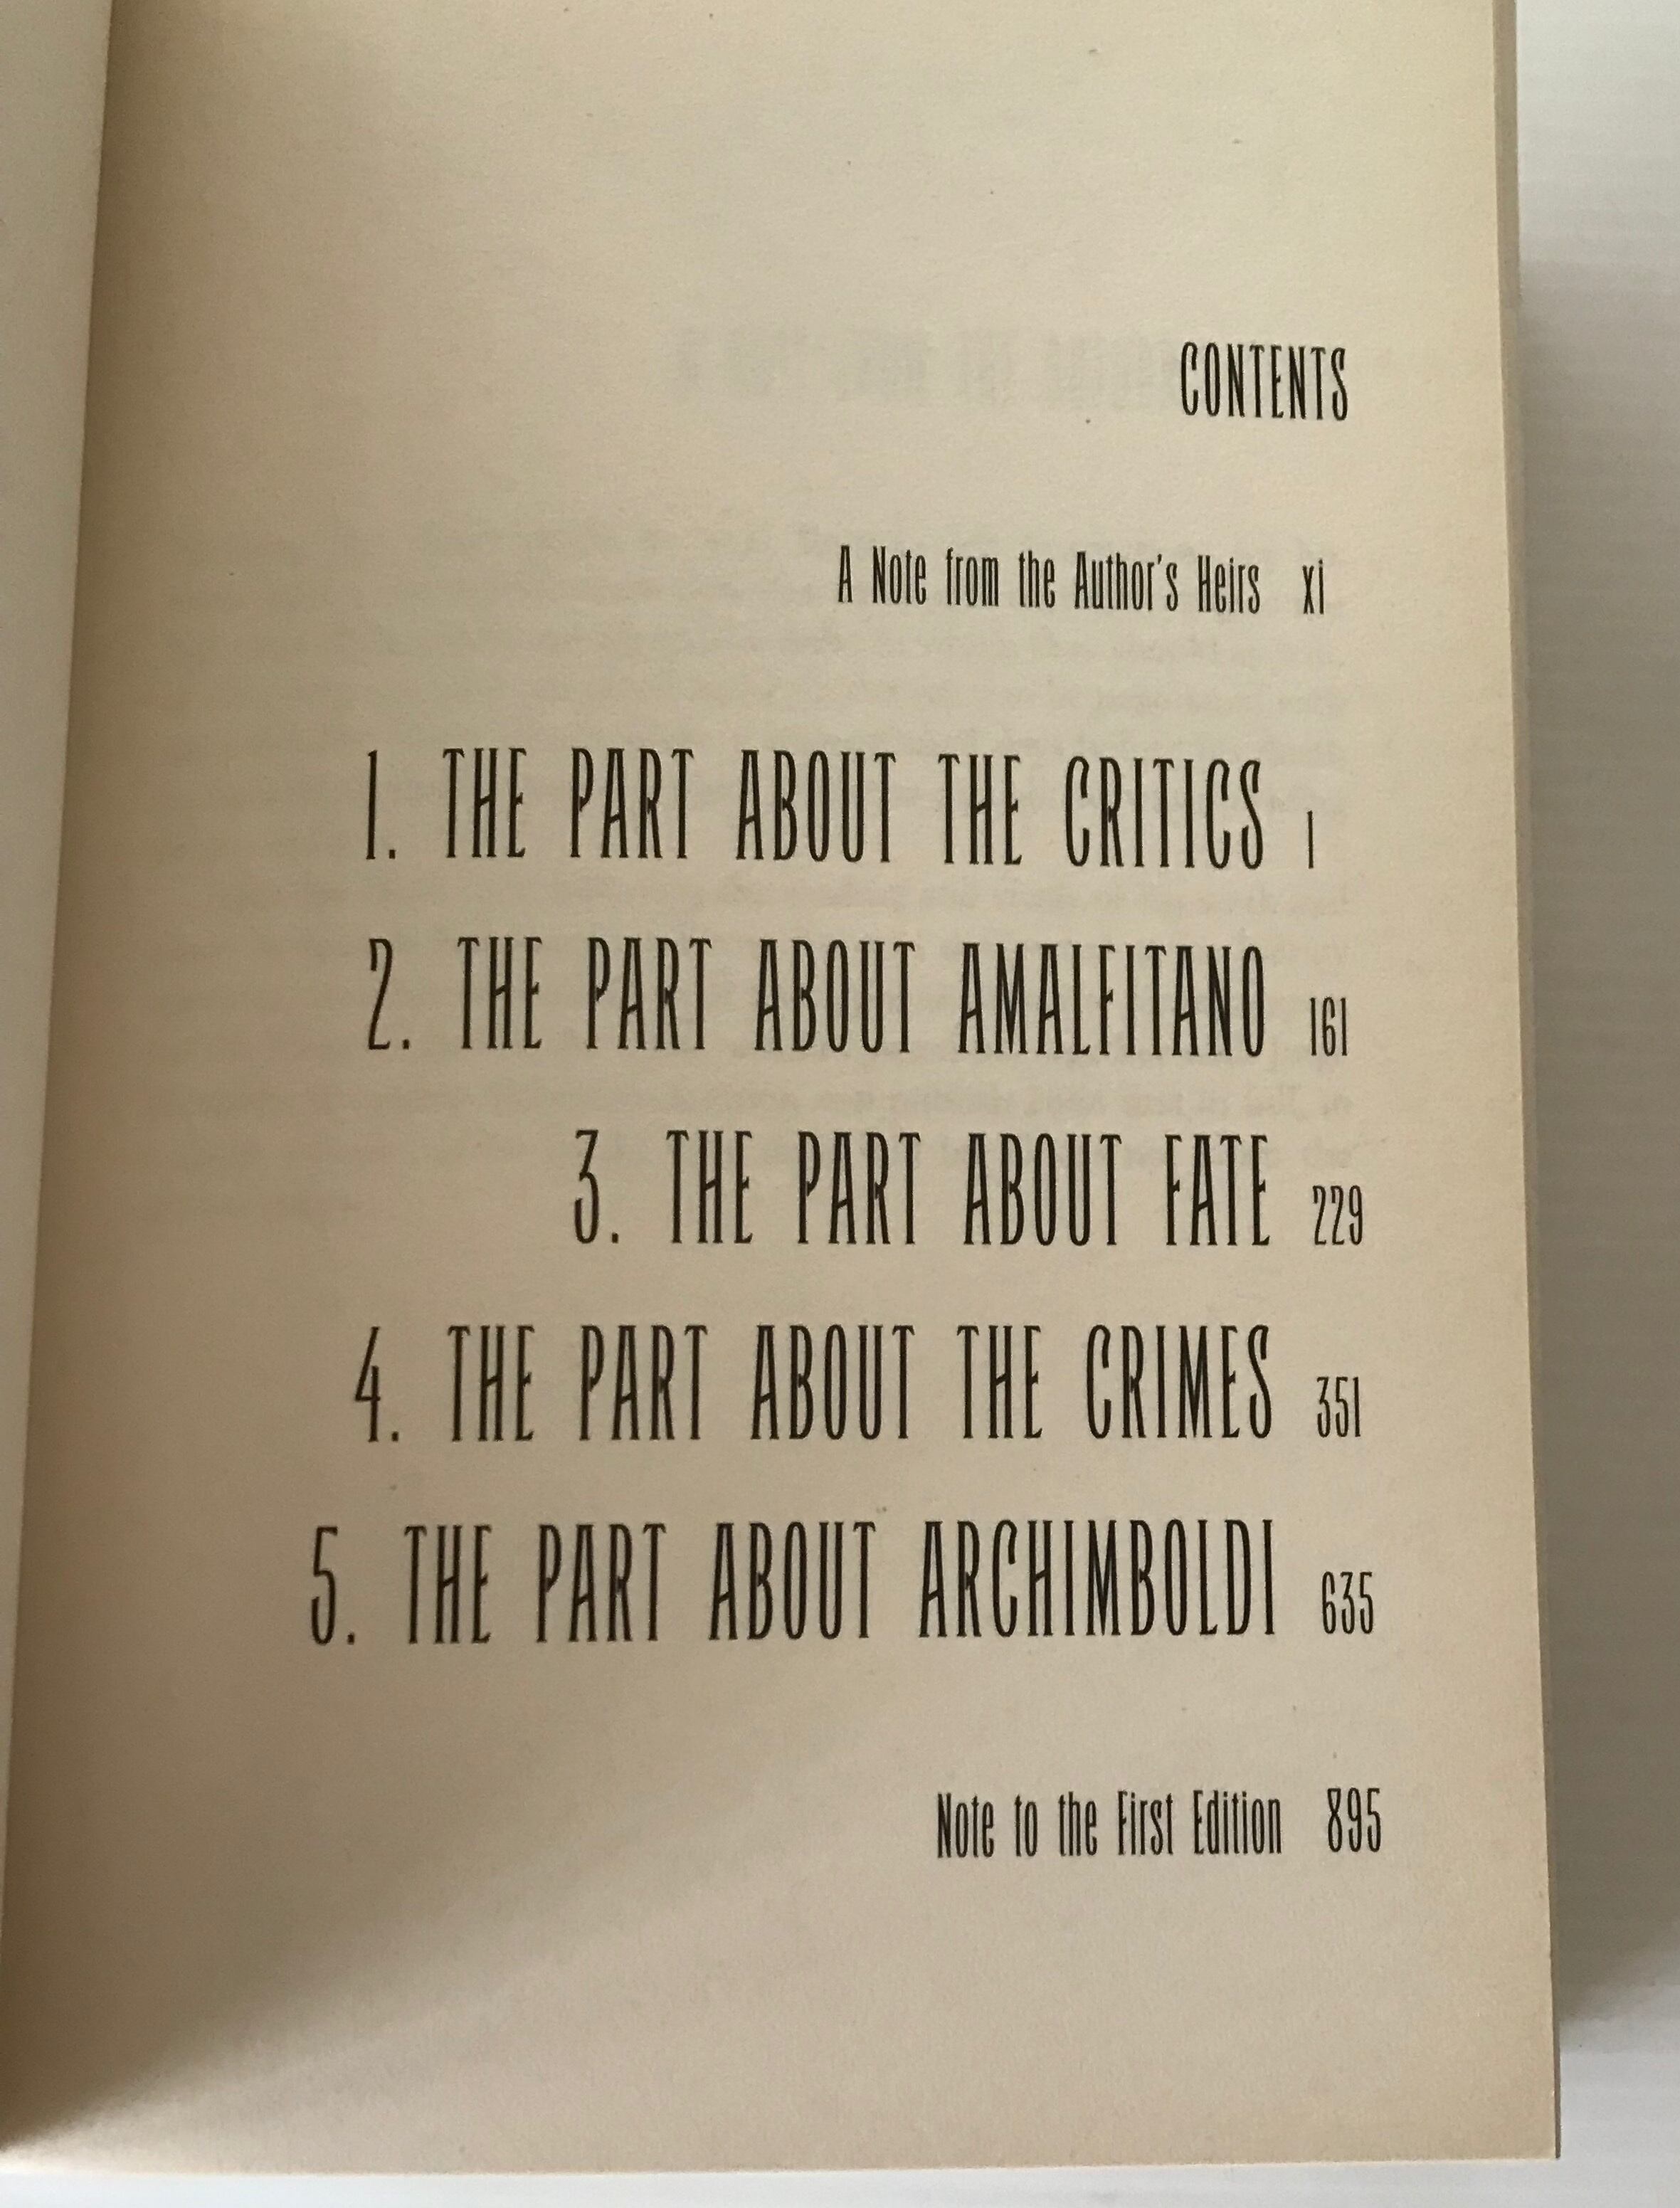 CONTENTS
A Note from the Author's Heirs xi
1. THE PART ABOUT THE CRITICS 1
2. THE PART ABOUT AMALFITANO 161
3. THE PART ABOUT FATE 229
4. THE PART ABOUT THE CRIMES 351
5. THE PART ABOUT ARCHIMBOLDI 635
Note to the First Edition 895